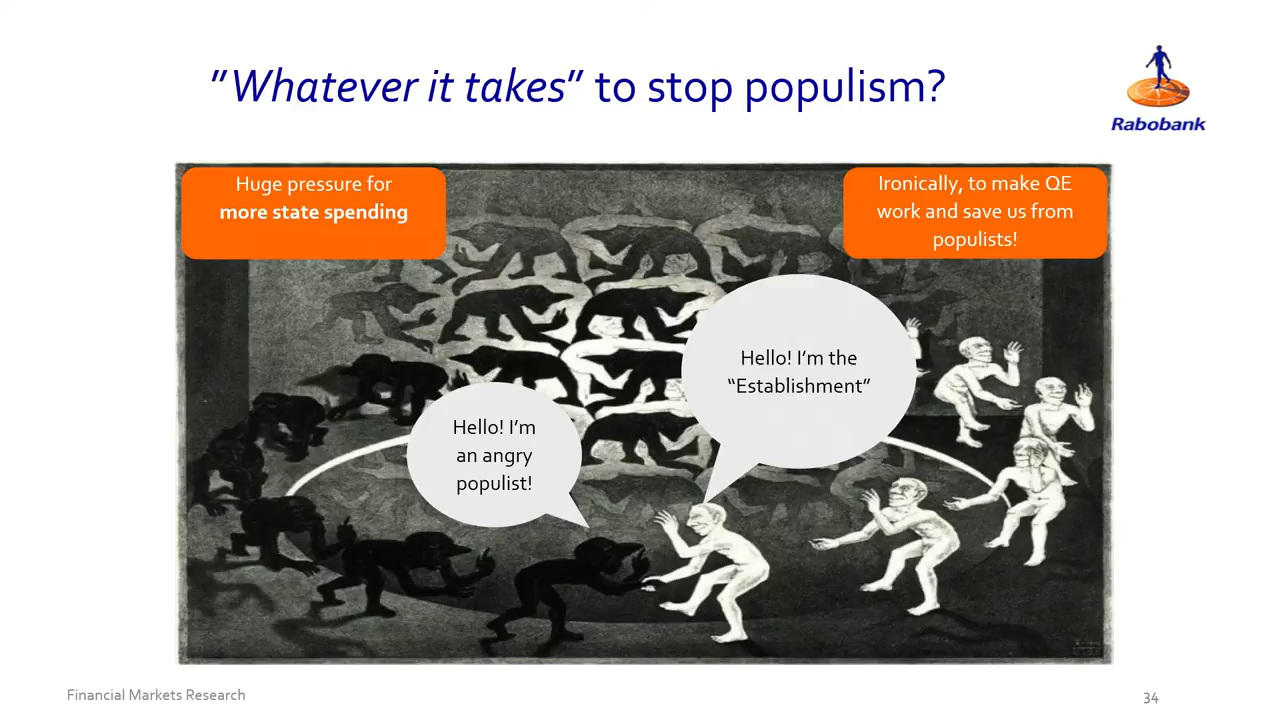 ”Whatever it takes” to stop populism?
Rabobank
Huge pressure for
more state spending
Ironically, to make QE
work and save us from
populists!
Hello! I’m the
“Establishment”
Hello! I’m
an angry
populist!
Financial Markets Research
34